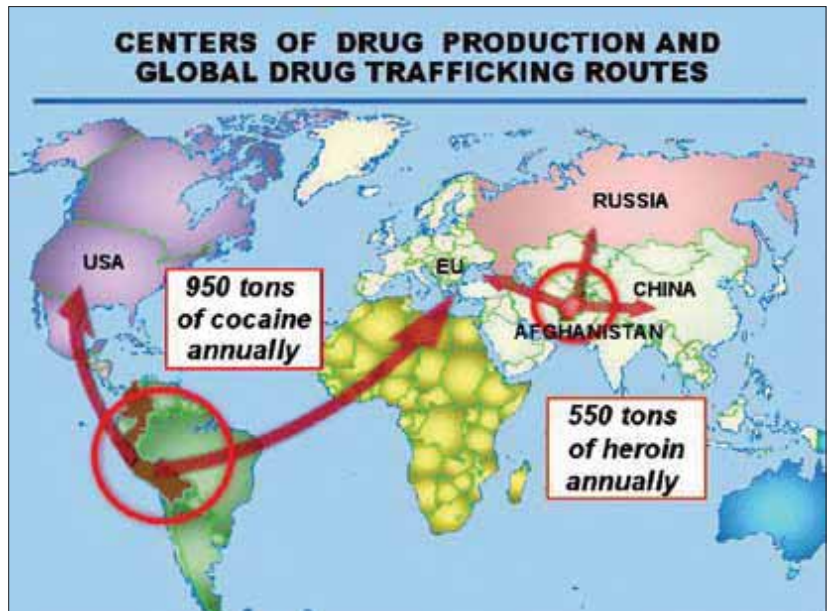 CENTERS OF DRUG PRODUCTION AND
GLOBAL DRUG TRAFFICKING ROUTES
RUSSIA
USA
EU
CHINA
950 tons
of cocaine
annually
AFGHANISTAN
550 tons
of heroin
annually